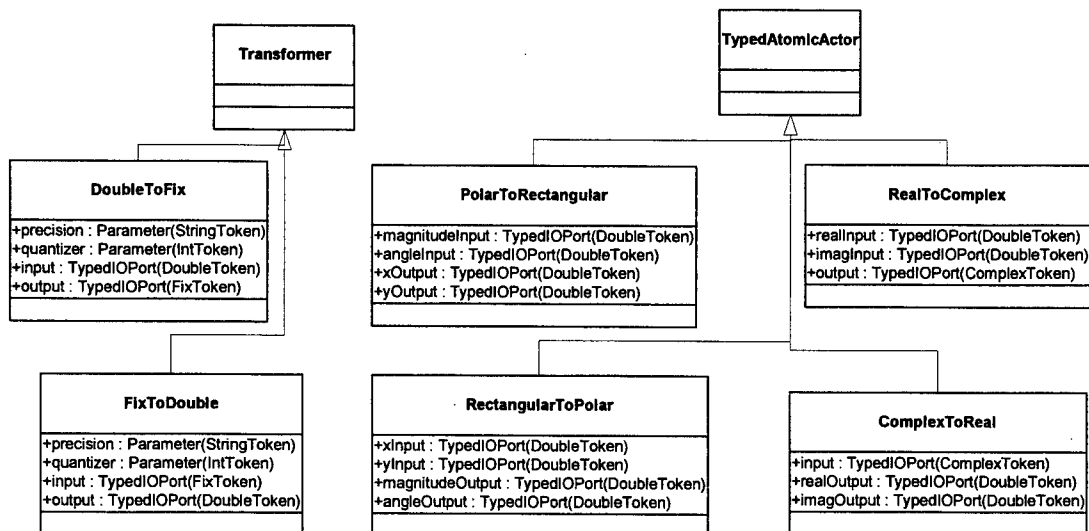 Transformer
TypedAtomicActor
DoubleToFix
+precision : Parameter(StringToken)
+quantizer : Parameter(IntToken)
+input : TypedIOPort(DoubleToken)
+output : TypedIOPort(FixToken)
PolarToRectangular
+magnitudeInput : TypedIOPort(DoubleToken)
+angleInput : TypedIOPort(DoubleToken)
+xOutput : TypedIOPort(DoubleToken)
+yOutput : TypedIOPort(DoubleToken)
RealToComplex
+realInput : TypedIOPort(DoubleToken)
+imagInput : TypedIOPort(DoubleToken)
+output : TypedIOPort(ComplexToken)
FixToDouble
+precision : Parameter(StringToken)
+quantizer : Parameter(IntToken)
+input : TypedIOPort(FixToken)
+output : TypedIOPort(DoubleToken)
RectangularToPolar
+xInput : TypedIOPort(DoubleToken)
+yInput : TypedIOPort(DoubleToken)
+magnitudeOutput : TypedIOPort(DoubleToken)
+angleOutput : TypedIOPort(DoubleToken)
ComplexToReal
+input : TypedIOPort(ComplexToken)
+realOutput : TypedIOPort(DoubleToken)
+imagOutput : TypedIOPort(DoubleToken)